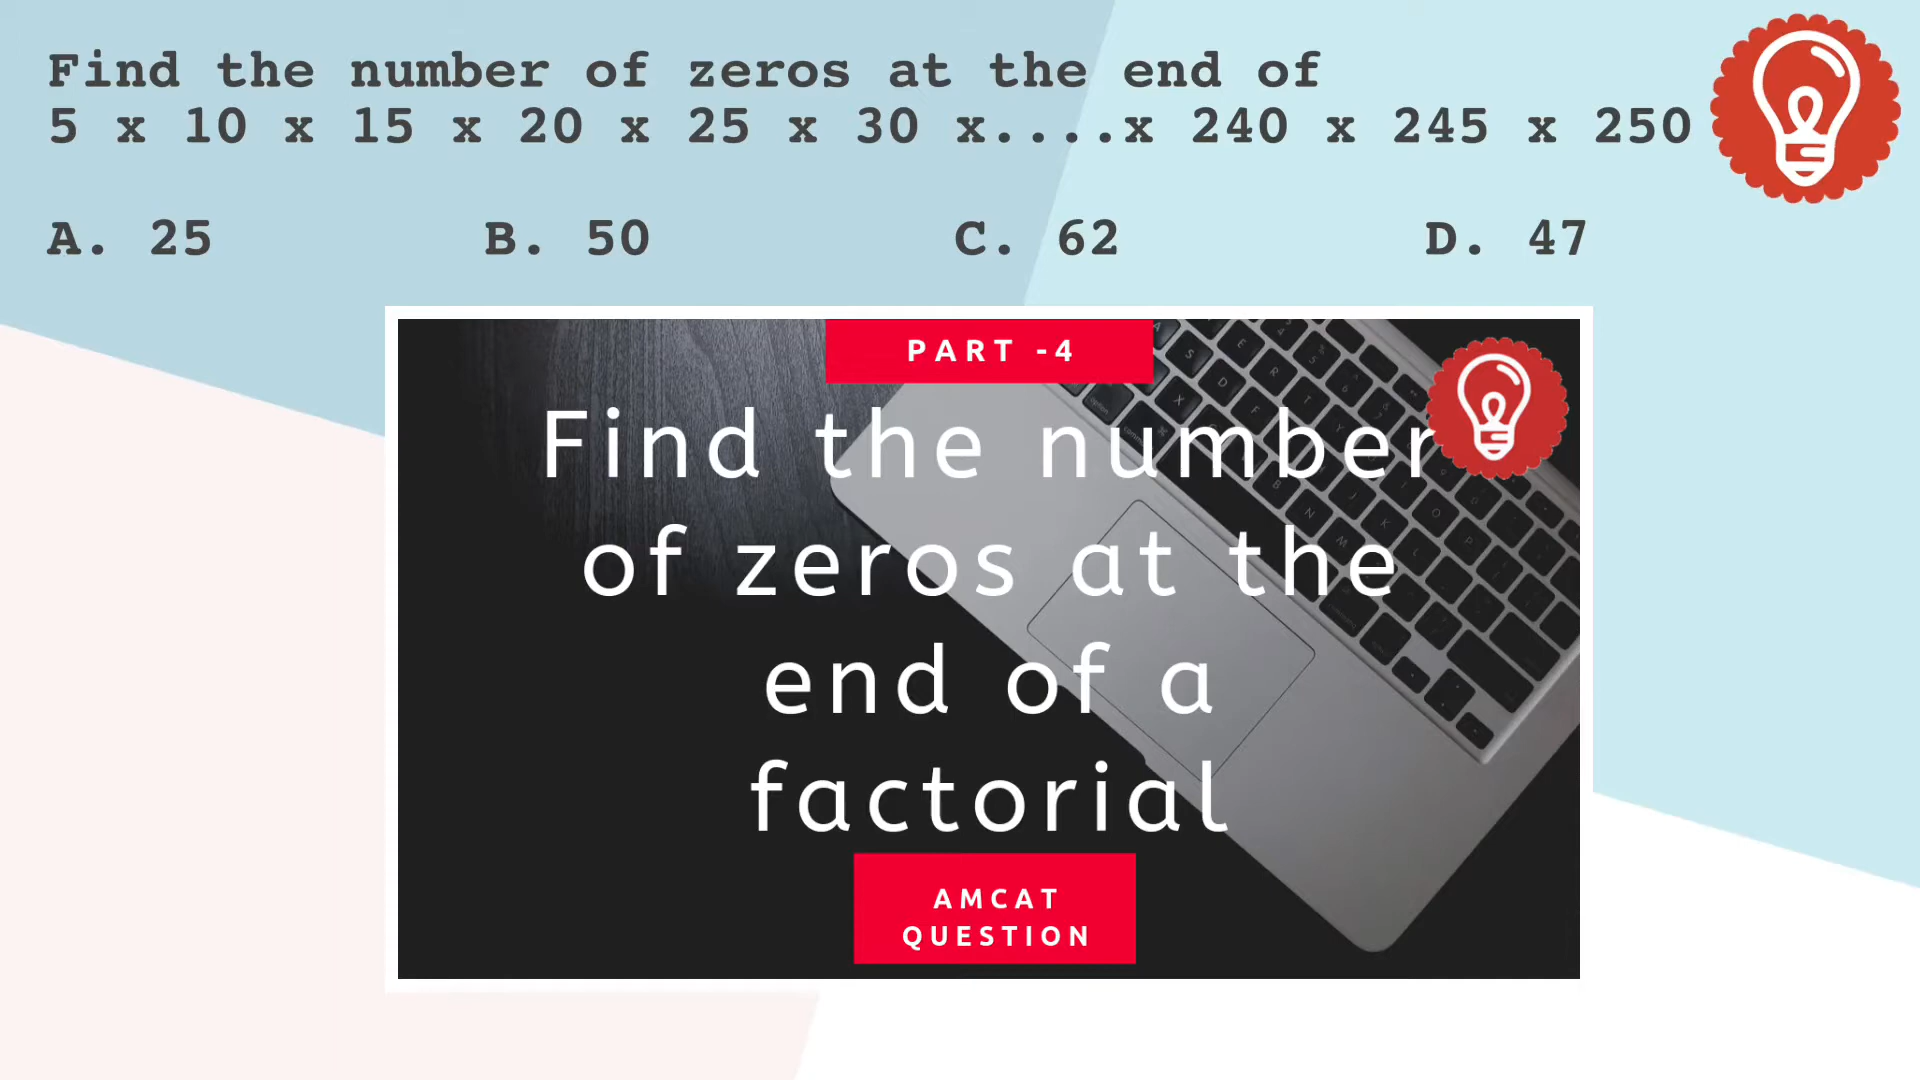 Find the number of zeros at the end of
5 x 10 x 15 x 20 x 25 x 30 x....x 240 x 245 x 250
A. 25 B. 50 C. 62 D. 47
PART -4
Find the number
of zeros at the
end of a
factorial
AMCAT
QUESTION